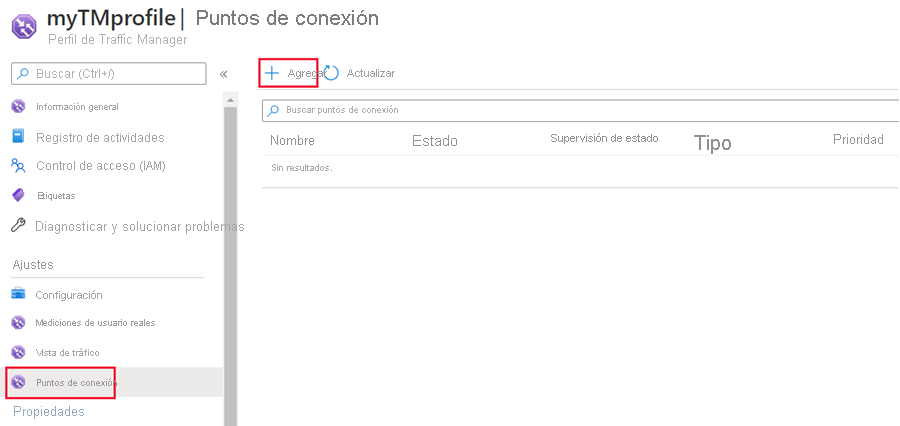 myTMprofile | Puntos de conexión
Perfil de Traffic Manager
Buscar (Ctrl+/)
«
Agregar
Actualizar
Información general
Registro de actividades
Control de acceso (IAM)
Etiquetas
Diagnosticar y solucionar problemas
Ajustes
Configuración
Mediciones de usuario reales
Vista de tráfico
Puntos de conexión
Propiedades
Buscar puntos de conexión
Nombre Estado Supervisión de estado Tipo Prioridad
Sin resultados.